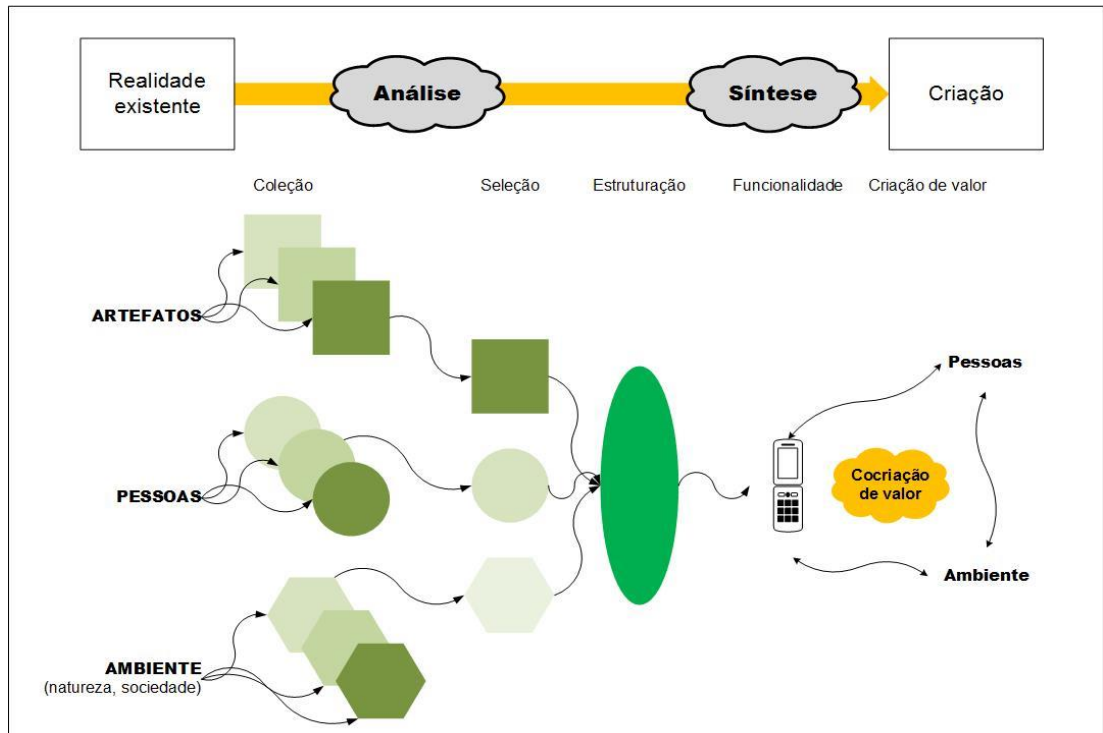 Realidade
existente
Análise
Síntese
Criação
Coleção
Seleção
Estruturação
Funcionalidade
Criação de valor
ARTEFATOS
PESSOAS
AMBIENTE
(natureza, sociedade)
Pessoas
Cocriação
de valor
Ambiente